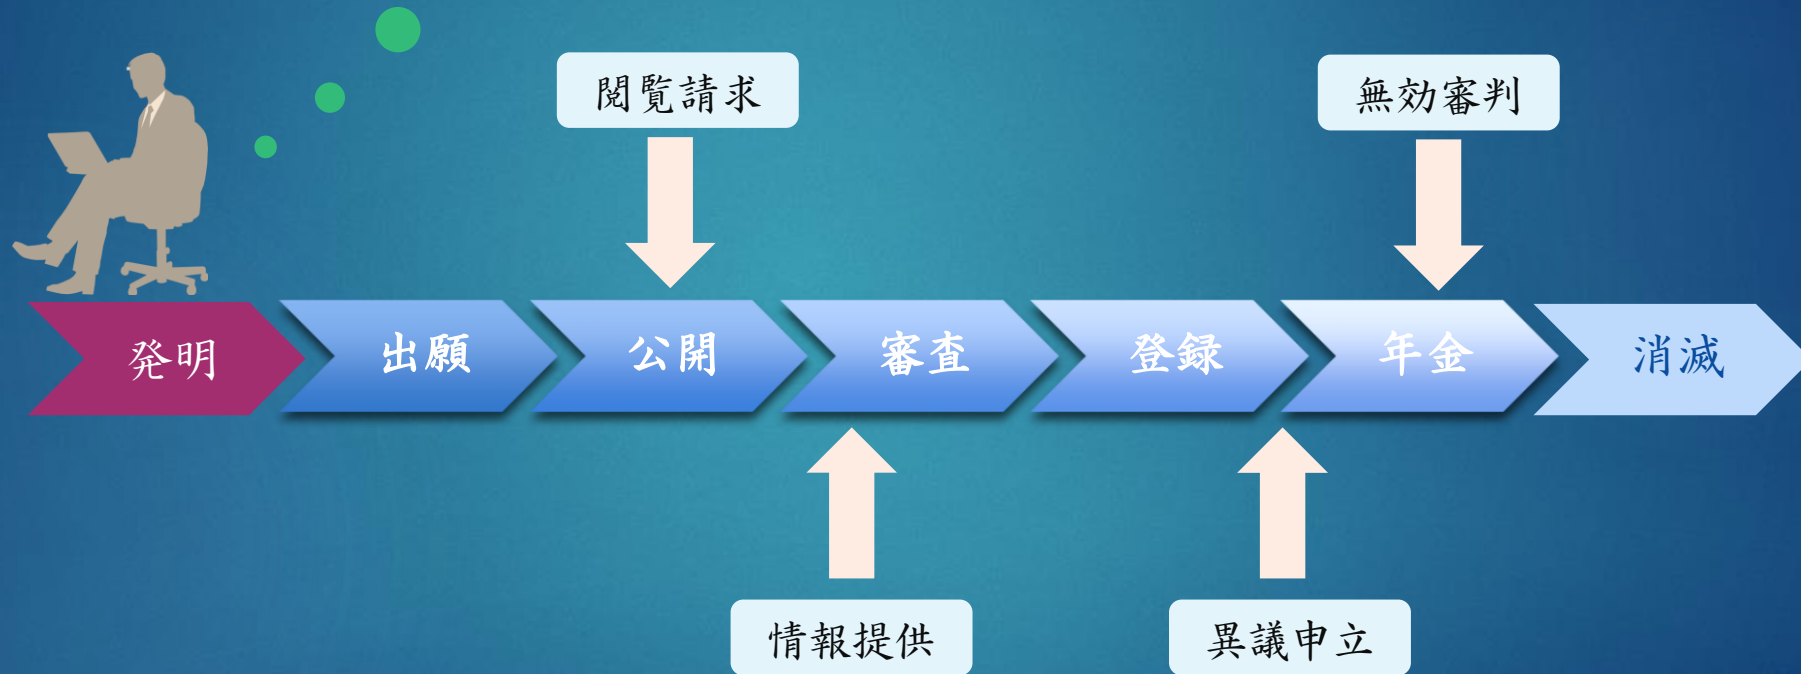 閲覧請求
無効審判
発明
出願
公開
審査
登録
年金
消滅
情報提供
異議申立